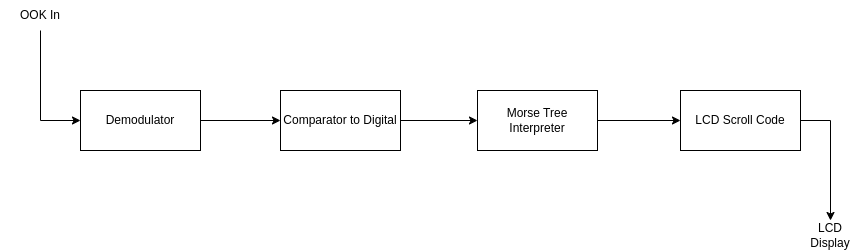 OOK In
Demodulator
Comparator to Digital
Morse Tree
Interpreter
LCD Scroll Code
LCD
Display